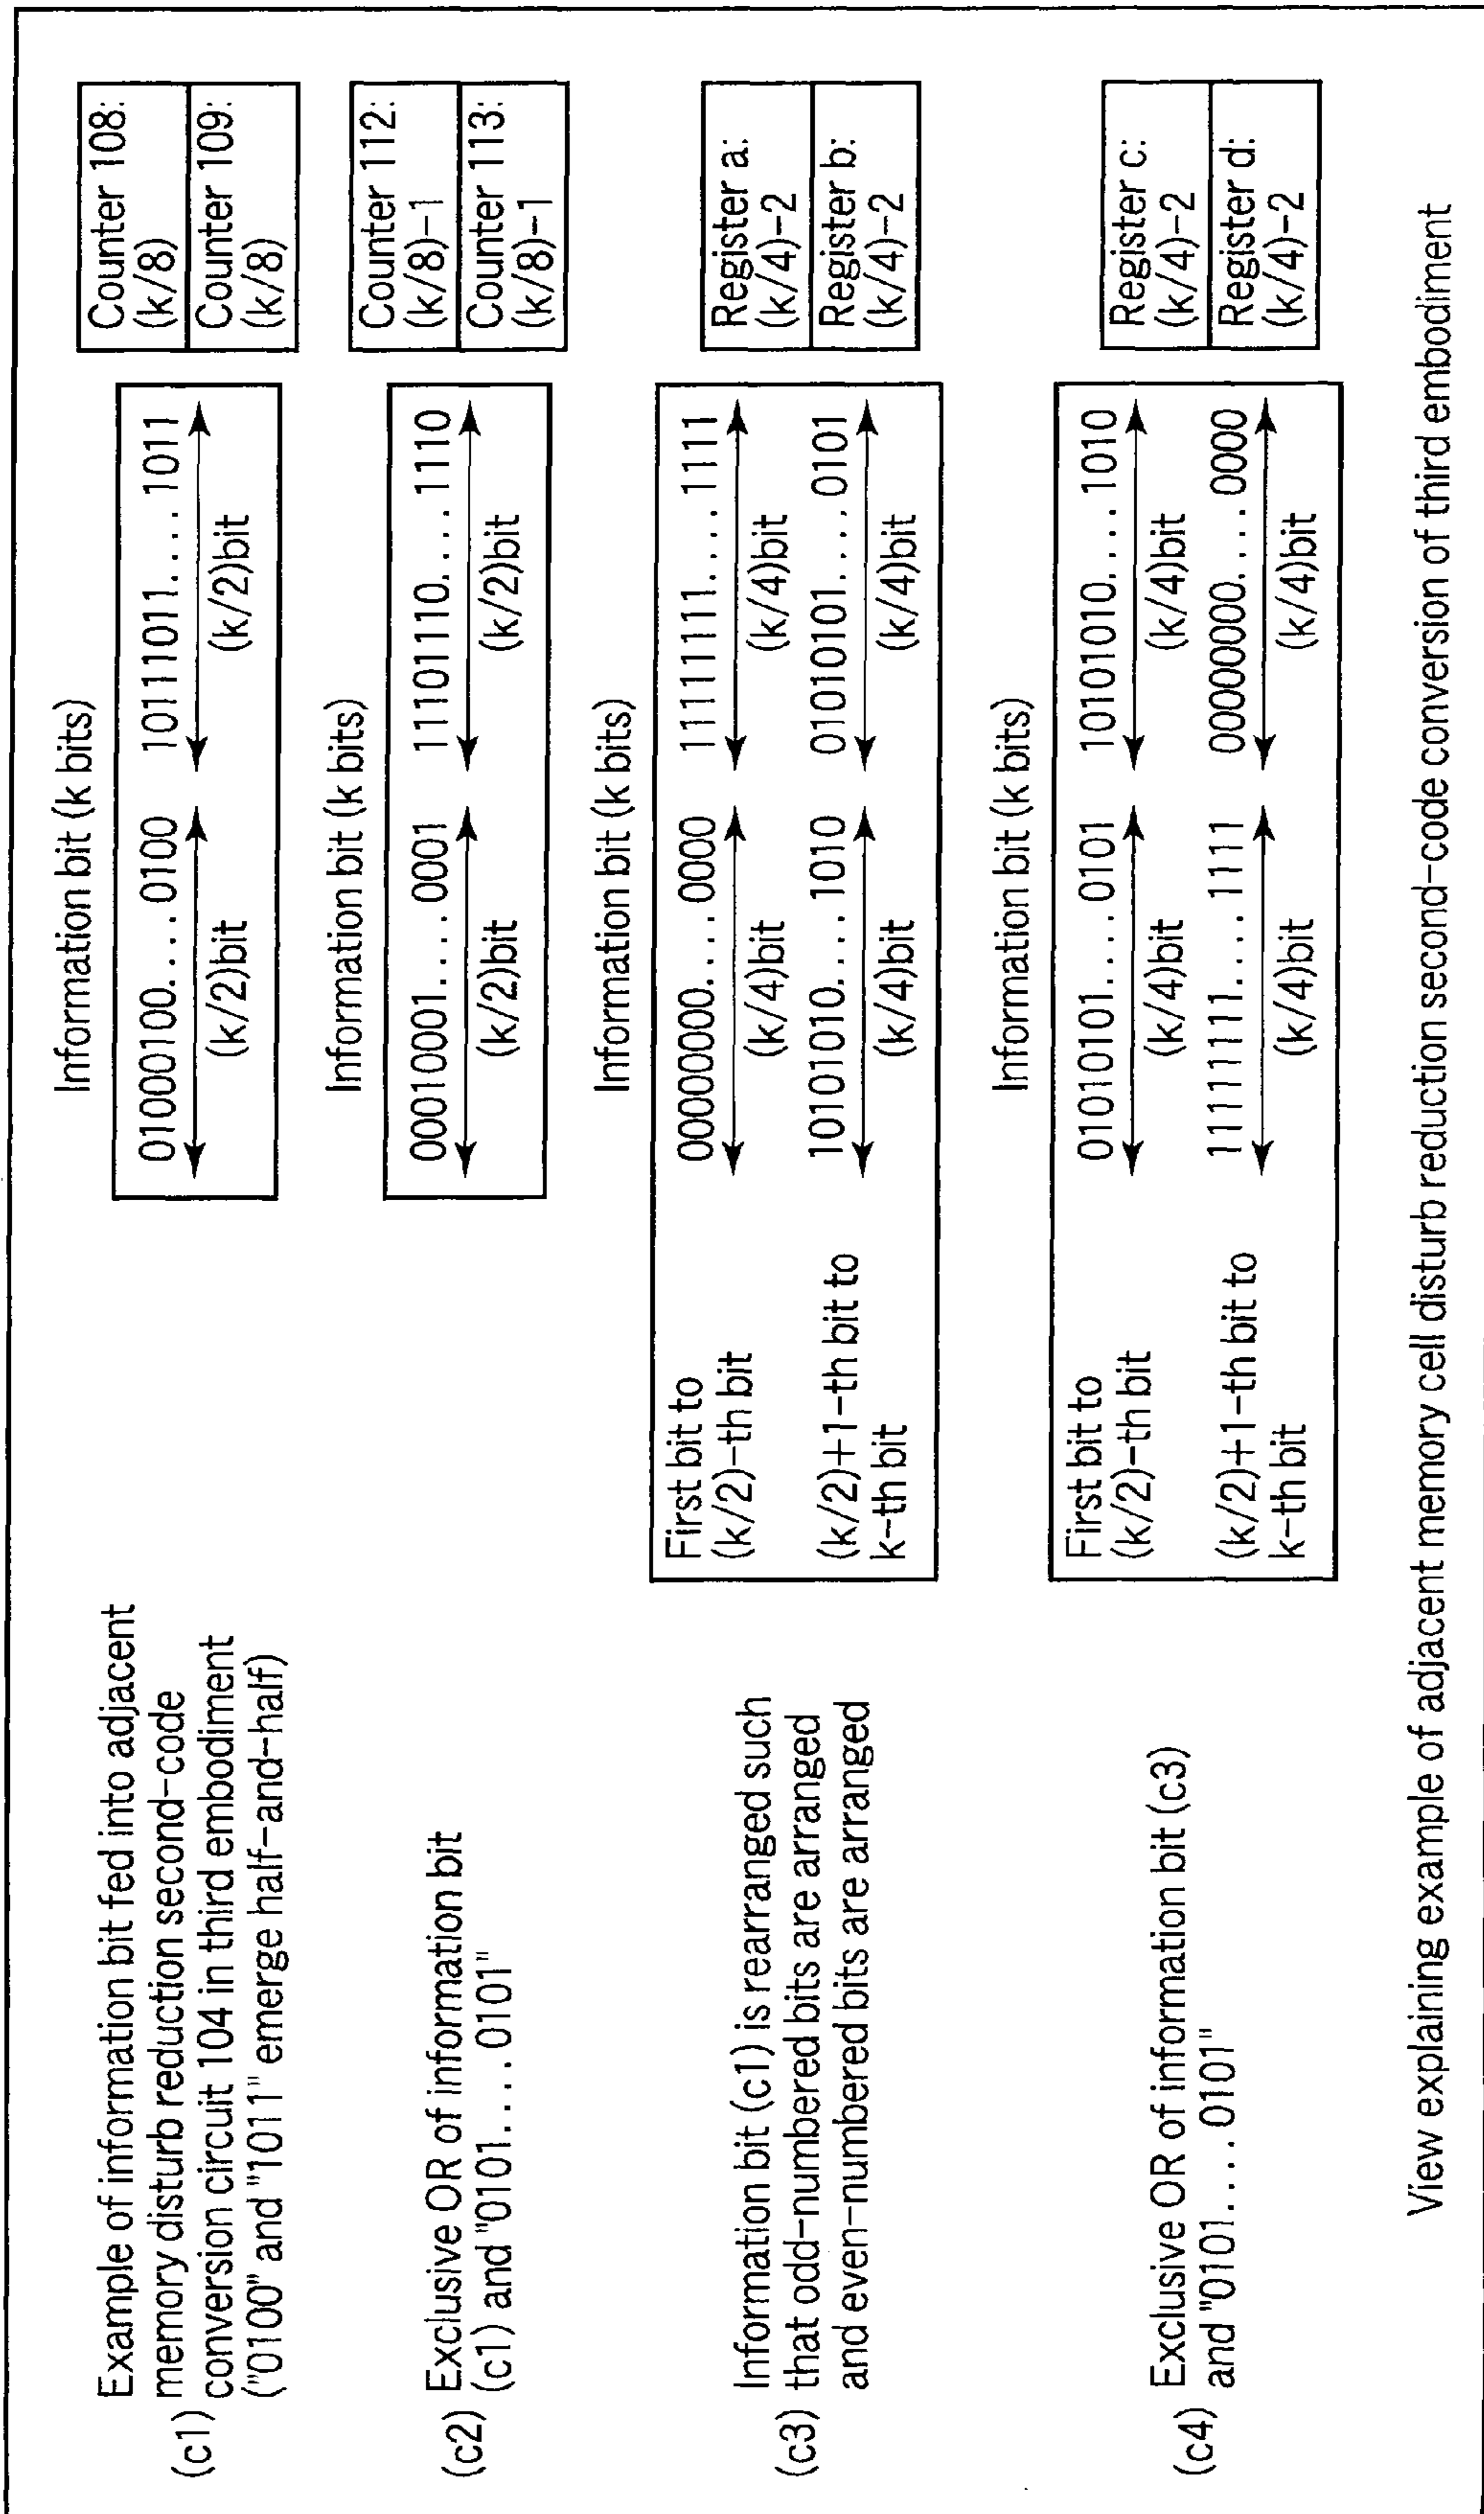 (c1) Example of information bit fed into adjacent
memory disturb reduction second-code
conversion circuit 104 in third embodiment
("0100" and "1011" emerge half-and-half)
Information bit (k bits)
01000100. . . . 0100 10111011. . . . 1011
(k/2)bit (k/2)bit
Counter 108:
(k/8)
Counter 109:
(k/8)
(c2) Exclusive OR of information bit
(c1) and "0101. . . . 0101"
Information bit (k bits)
00010001. . . . 0001 11101110. . . . 1110
(k/2)bit (k/2)bit
Counter 112:
(k/8)-1
Counter 113:
(k/8)-1
(c3) Information bit (c1) is rearranged such
that odd-numbered bits are arranged
and even-numbered bits are arranged
Information bit (k bits)
First bit to
(k/2)-th bit
00000000. . . . 0000 11111111. . . . 1111
(k/4)bit (k/4)bit
(k/2)+1-th bit to
k-th bit
10101010. . . . 1010 01010101. . . . 0101
(k/4)bit (k/4)bit
Register a:
(k/4)-2
Register b:
(k/4)-2
(c4) Exclusive OR of information bit (c3)
and "0101. . . . 0101"
Information bit (k bits)
First bit to
(k/2)-th bit
01010101. . . . 0101 10101010. . . . 1010
(k/4)bit (k/4)bit
(k/2)+1-th bit to
k-th bit
11111111. . . . 1111 00000000. . . . 0000
(k/4)bit (k/4)bit
Register c:
(k/4)-2
Register d:
(k/4)-2
View explaining example of adjacent memory cell disturb reduction second-code conversion of third embodiment